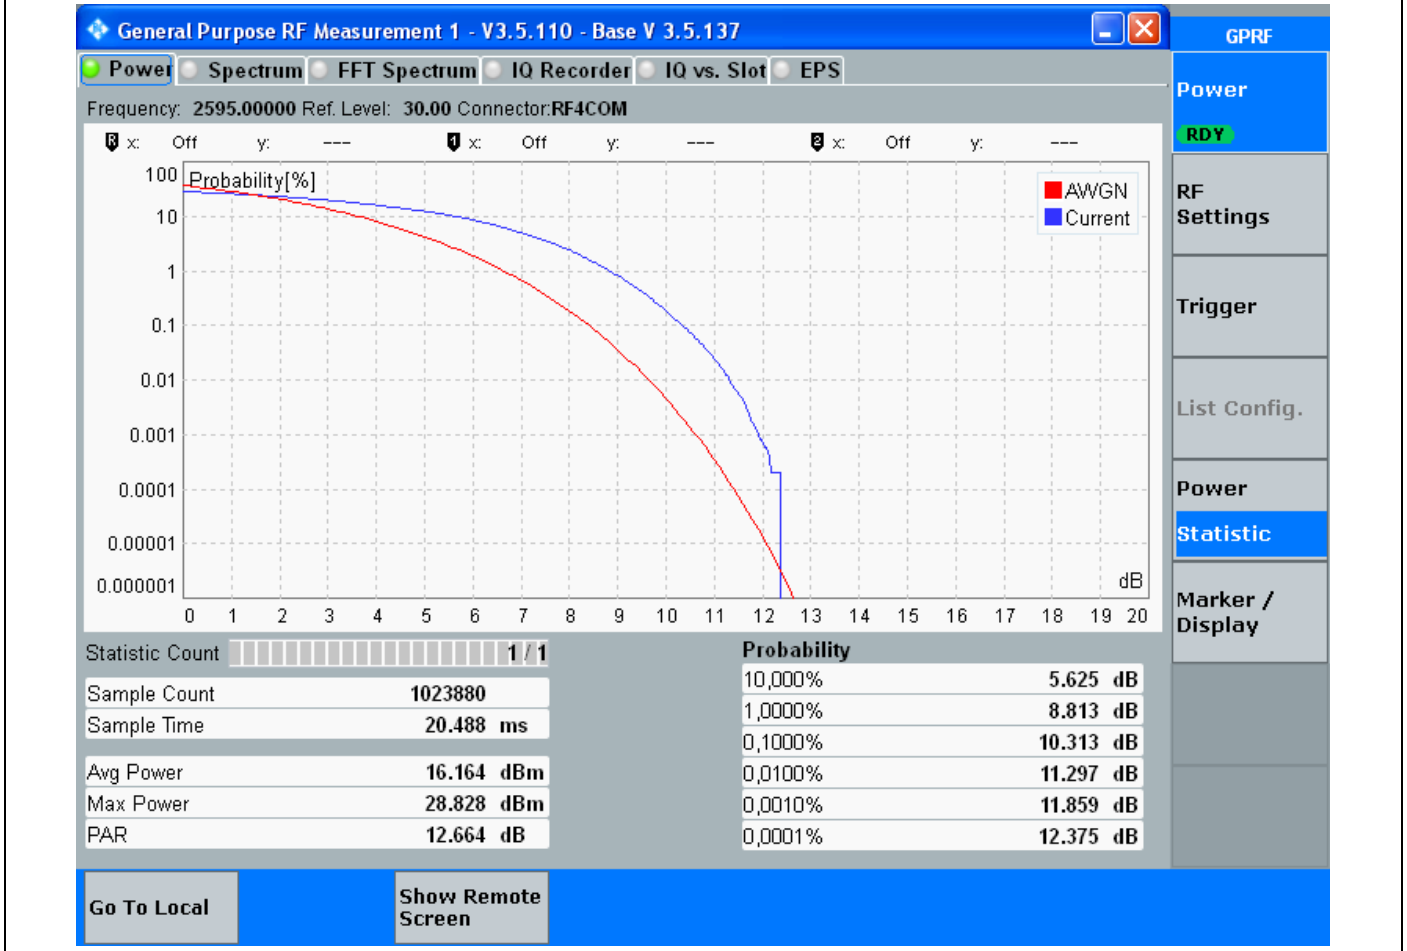 General Purpose RF Measurement 1 - V3.5.110 - Base V 3.5.137
GPRF
Power Spectrum FFT Spectrum IQ Recorder IQ vs. Slot EPS
Frequency: 2595.00000 Ref. Level: 30.00 Connector:RF4COM
R x: Off y: --- 1 x: Off y: --- 2 x: Off y: ---
Probability[%]
100
10
1
0.1
0.01
0.001
0.0001
0.00001
0.000001
AWGN
Current
dB
0 1 2 3 4 5 6 7 8 9 10 11 12 13 14 15 16 17 18 19 20
Statistic Count 1 / 1
Sample Count 1023880
Sample Time 20.488 ms
Avg Power 16.164 dBm
Max Power 28.828 dBm
PAR 12.664 dB
Probability
10,000% 5.625 dB
1,0000% 8.813 dB
0,1000% 10.313 dB
0,0100% 11.297 dB
0,0010% 11.859 dB
0,0001% 12.375 dB
Power
RDY
RF
Settings
Trigger
List Config.
Power
Statistic
Marker /
Display
Go To Local
Show Remote
Screen